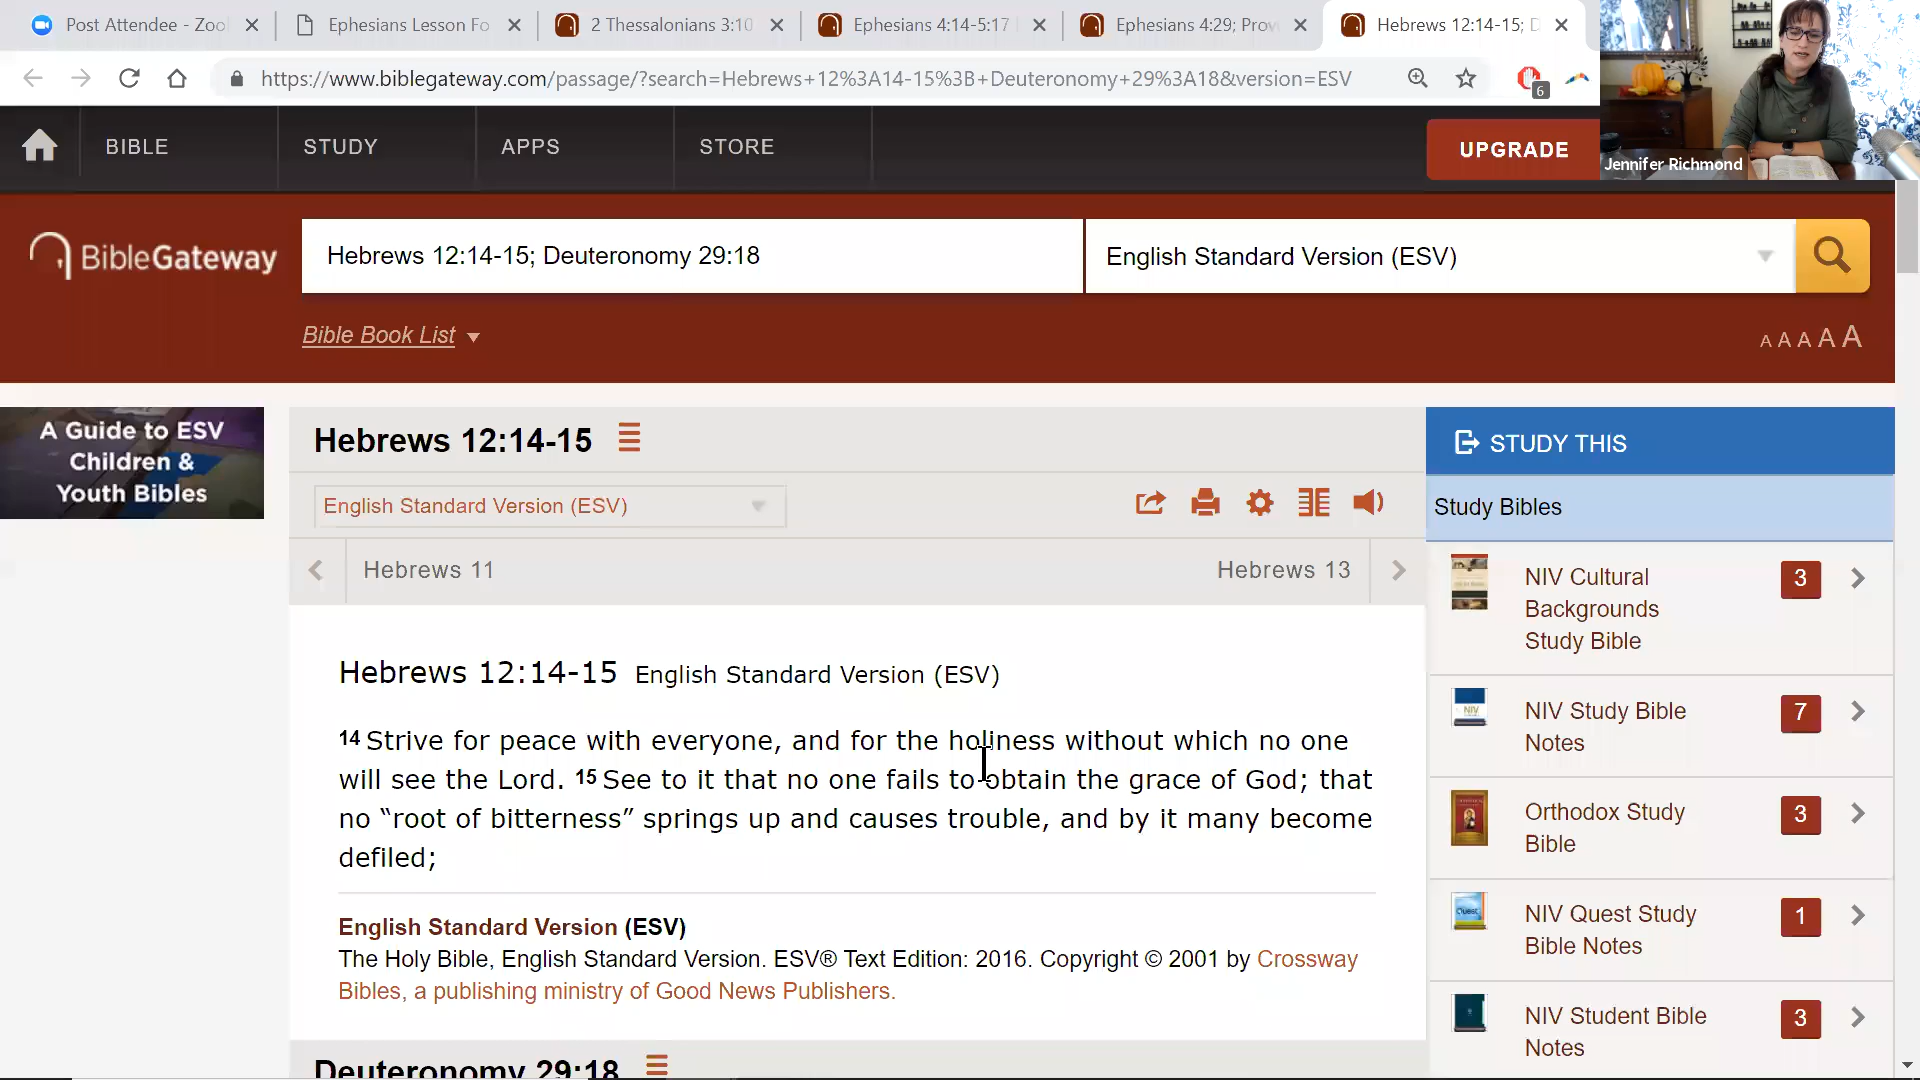 Post Attendee - Zoo
Ephesians Lesson Fo
2 Thessalonians 3:10
Ephesians 4:14-5:17
Ephesians 4:29; Prov
Hebrews 12:14-15; D
https://www.biblegateway.com/passage/?search=Hebrews+12%3A14-15%3B+Deuteronomy+29%3A18&version=ESV
6
BIBLE
STUDY
APPS
STORE
UPGRADE
Jennifer Richmond
BibleGateway
Hebrews 12:14-15; Deuteronomy 29:18
English Standard Version (ESV)
Bible Book List
A A A A A
A Guide to ESV
Children &
Youth Bibles
Hebrews 12:14-15
English Standard Version (ESV)
Hebrews 11
Hebrews 13
Hebrews 12:14-15 English Standard Version (ESV)
14 Strive for peace with everyone, and for the holiness without which no one
will see the Lord. 15 See to it that no one fails to obtain the grace of God; that
no “root of bitterness” springs up and causes trouble, and by it many become
defiled;
English Standard Version (ESV)
The Holy Bible, English Standard Version. ESV® Text Edition: 2016. Copyright © 2001 by Crossway
Bibles, a publishing ministry of Good News Publishers.
Deuteronomy 29:18
STUDY THIS
Study Bibles
NIV Cultural
Backgrounds
Study Bible
3
NIV Study Bible
Notes
7
Orthodox Study
Bible
3
NIV Quest Study
Bible Notes
1
NIV Student Bible
Notes
3
NIV
Quest